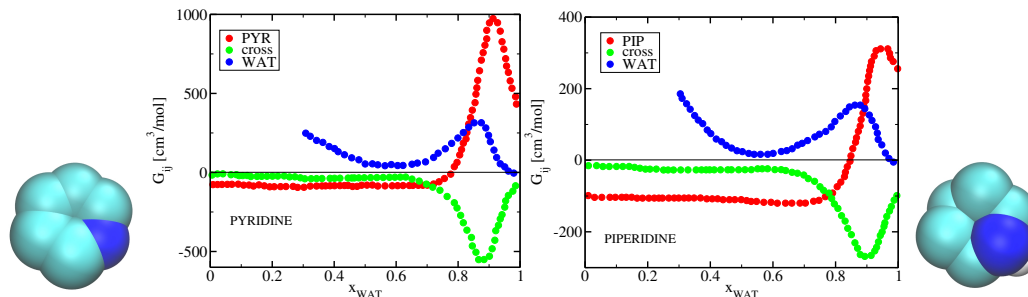 1000
500
0
-500
G_ij [cm^3/mol]
PYR
cross
WAT
PYRIDINE
0 0.2 0.4 0.6 0.8 1
x_WAT
400
200
0
-200
G_ij [cm^3/mol]
PIP
cross
WAT
PIPERIDINE
0 0.2 0.4 0.6 0.8 1
x_WAT